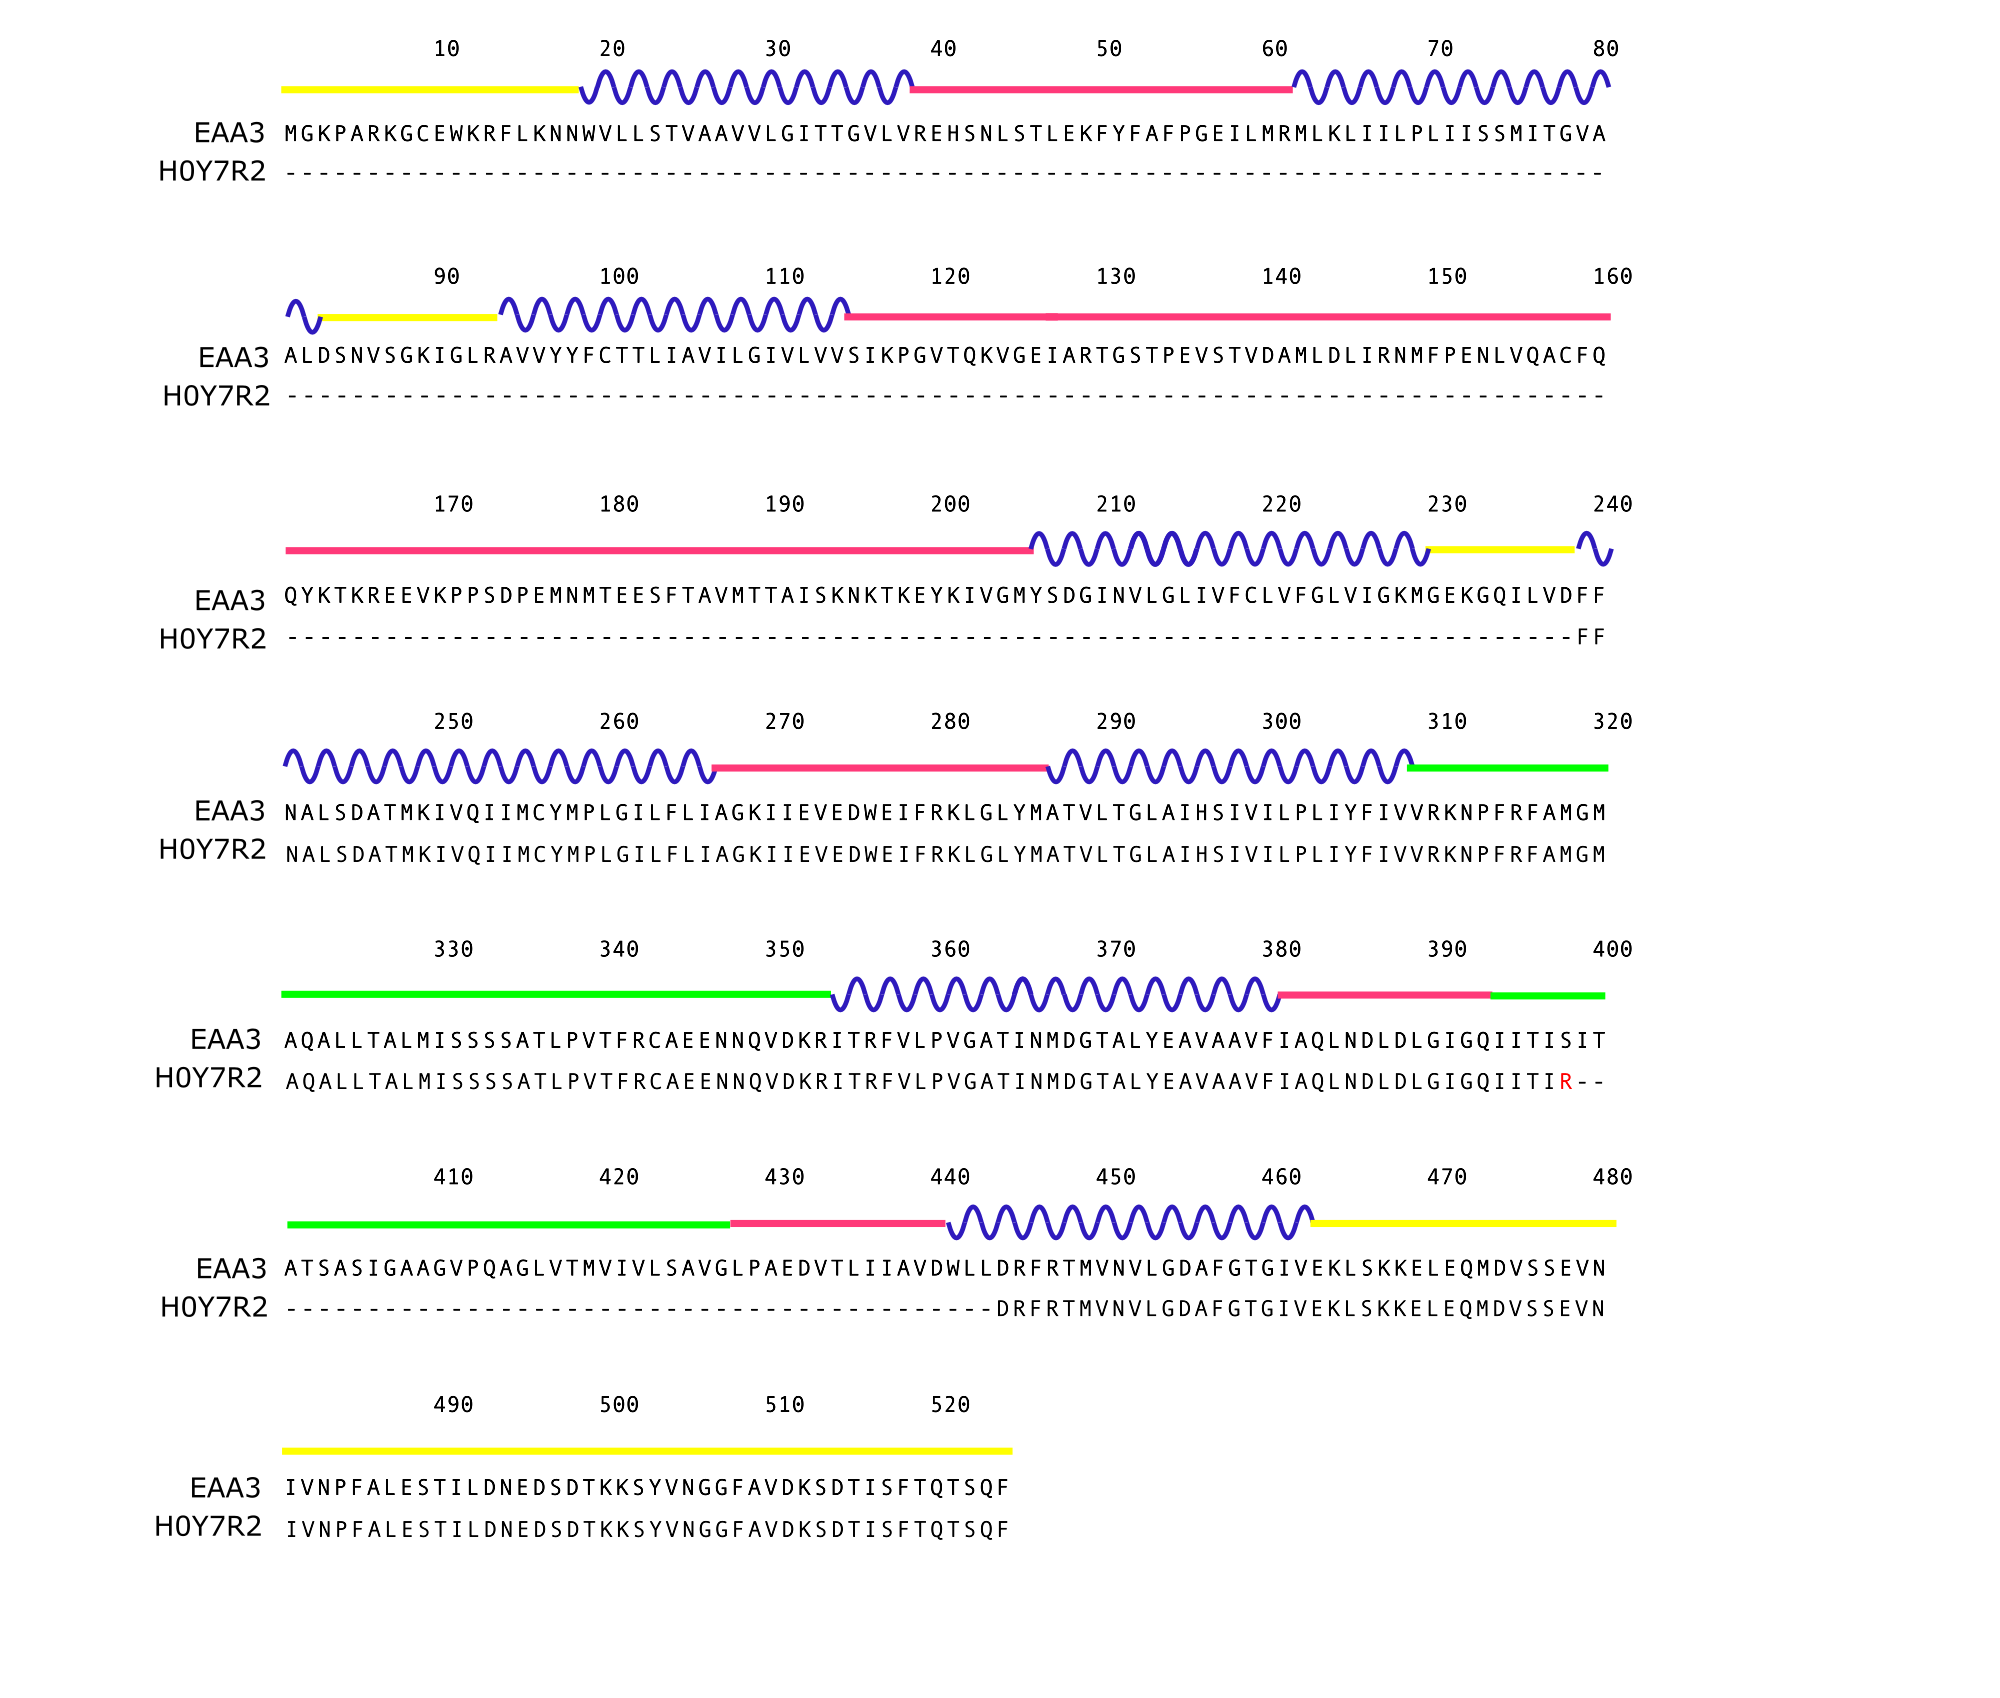 10 20 30 40 50 60 70 80
EAA3 MGKPARKGCEWKRFLKNNWVLLSTVAAVVLGITTGVLVREHSNLSTLEKFYFAFPGEILMRMLKLIILPLIISSMITGVA
H0Y7R2 --------------------------------------------------------------------------------
90 100 110 120 130 140 150 160
EAA3 ALDSNVSGKIGLRAVVYYFCTTLIAVILGIVLVVSIKPGVTQKVGEIARTGSTPEVSTVDAMLDLIRNMFPENLVQACFQ
H0Y7R2 --------------------------------------------------------------------------------
170 180 190 200 210 220 230 240
EAA3 QYKTKREEVKPPSDPEMNMTEESFTAVMTTAISKNKTKEYKIVGMYSDGINVLGLIVFCLVFGLVIGKMGEKGQILVDFF
H0Y7R2 ------------------------------------------------------------------------------FF
250 260 270 280 290 300 310 320
EAA3 NALSDATMKIVQIIMCYMPLGILFLIAGKIIEVEDWEIFRKLGLYMATVLTGLAIHSIVILPLIYFIVVRKNPFRFAMGM
H0Y7R2 NALSDATMKIVQIIMCYMPLGILFLIAGKIIEVEDWEIFRKLGLYMATVLTGLAIHSIVILPLIYFIVVRKNPFRFAMGM
330 340 350 360 370 380 390 400
EAA3 AQALLTALMISSSSATLPVTFRCAEENNQVDKRITRFVLPVGATINMDGTALYEAVAAVFIAQLNDLDLGIGQIITISIT
H0Y7R2 AQALLTALMISSSSATLPVTFRCAEENNQVDKRITRFVLPVGATINMDGTALYEAVAAVFIAQLNDLDLGIGQIITIR--
410 420 430 440 450 460 470 480
EAA3 ATSASIGAAGVPQAGLVTMVIVLSAVGLPAEDVTLIIAVDWLLDRFRTMVNVLGDAFGTGIVEKLSKKELEQMDVSSEVN
H0Y7R2 -------------------------------------------DRFRTMVNVLGDAFGTGIVEKLSKKELEQMDVSSEVN
490 500 510 520
EAA3 IVNPFALESTILDNEDSDTKKSYVNGGFAVDKSDTISFTQTSQF
H0Y7R2 IVNPFALESTILDNEDSDTKKSYVNGGFAVDKSDTISFTQTSQF